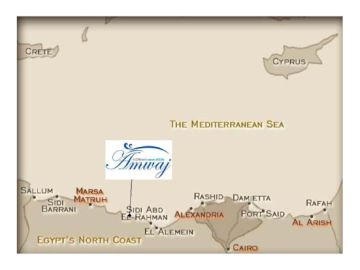 CRETE
CYPRUS
THE MEDITERRANEAN SEA
Amwaj
SALLUM
SIDI
BARRANI
MARSA
MATRUH
SIDI ABD
EL-RAHMAN
EL ALEMEIN
ALEXANDRIA
RASHID
DAMIETTA
PORT SAID
RAFAH
AL ARISH
EGYPT'S NORTH COAST
CAIRO